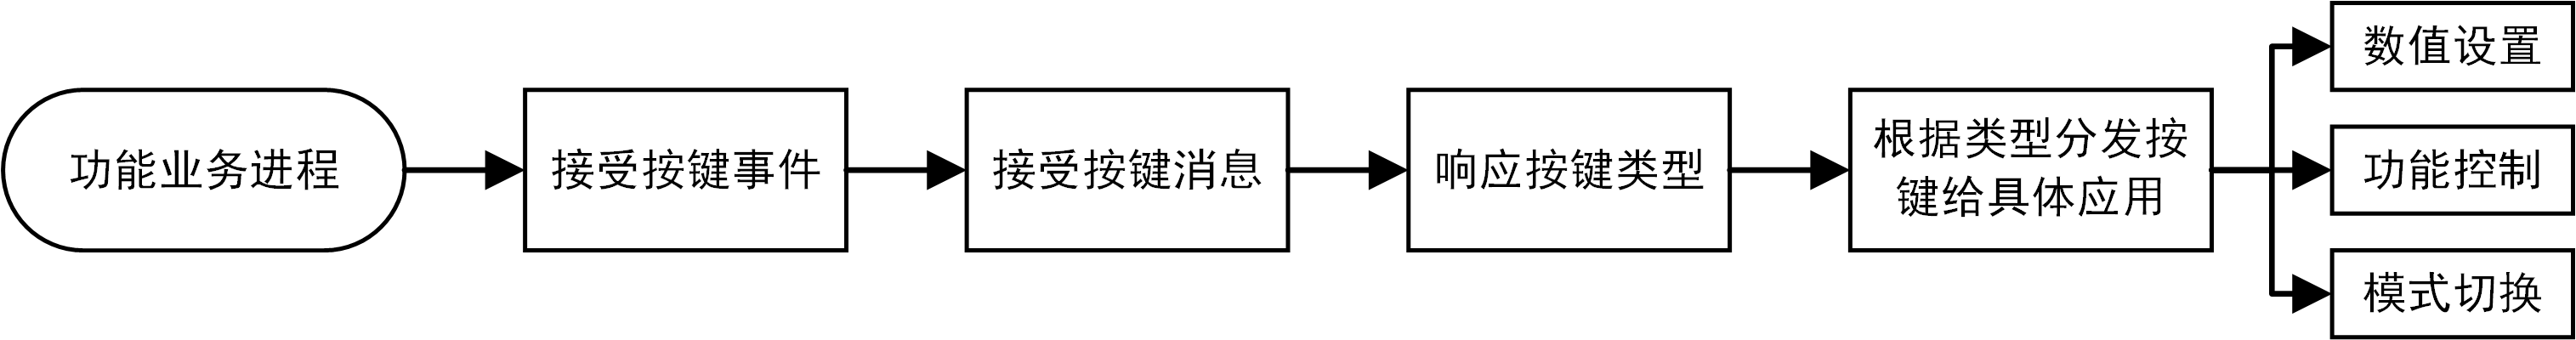 功能业务进程
接受按键事件
接受按键消息
响应按键类型
根据类型分发按
键给具体应用
数值设置
功能控制
模式切换